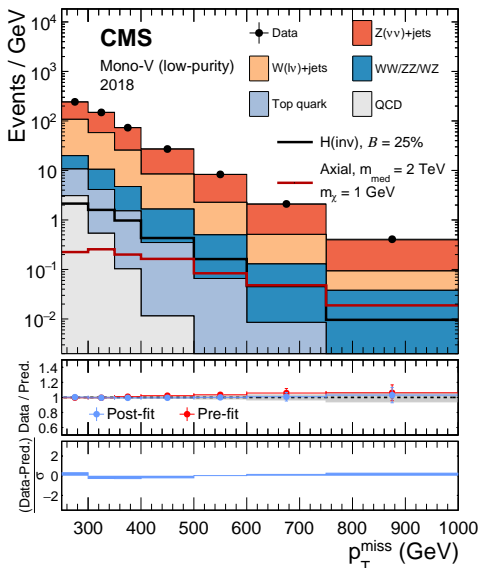 CMS
Mono-V (low-purity)
2018
Data
Z(νν)+jets
W(lν)+jets
WW/ZZ/WZ
Top quark
QCD
H(inv), B = 25%
Axial, m_med = 2 TeV
m_χ = 1 GeV
Events / GeV
10^4
10^3
10^2
10
1
10^−1
10^−2
Data / Pred.
1.4
1.2
1
0.8
0.6
Post-fit
Pre-fit
(Data-Pred.)
σ
2
0
−2
300 400 500 600 700 800 900 1000
p_T^miss (GeV)